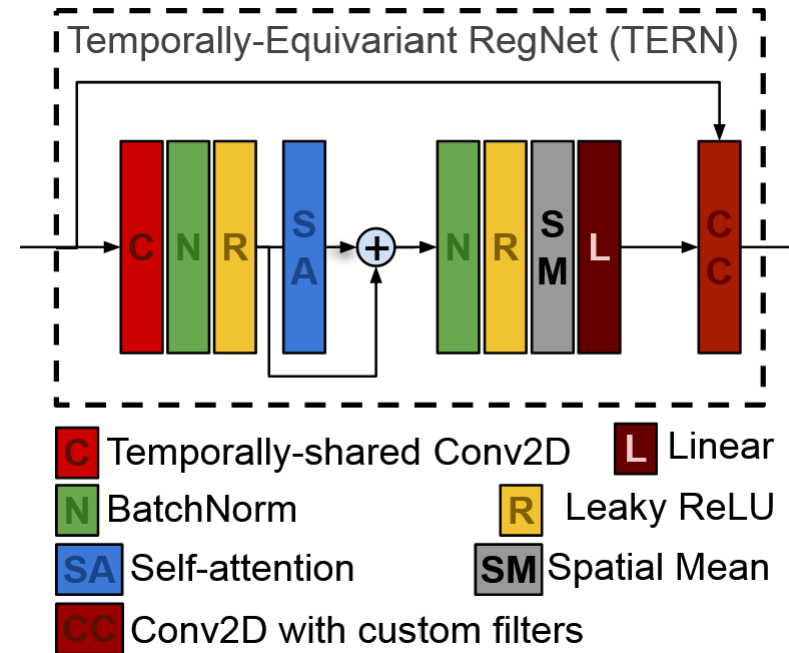 Temporally-Equivariant RegNet (TERN)
C N R S A + N R S M L C C
C Temporally-shared Conv2D L Linear
N BatchNorm R Leaky ReLU
SA Self-attention SM Spatial Mean
CC Conv2D with custom filters